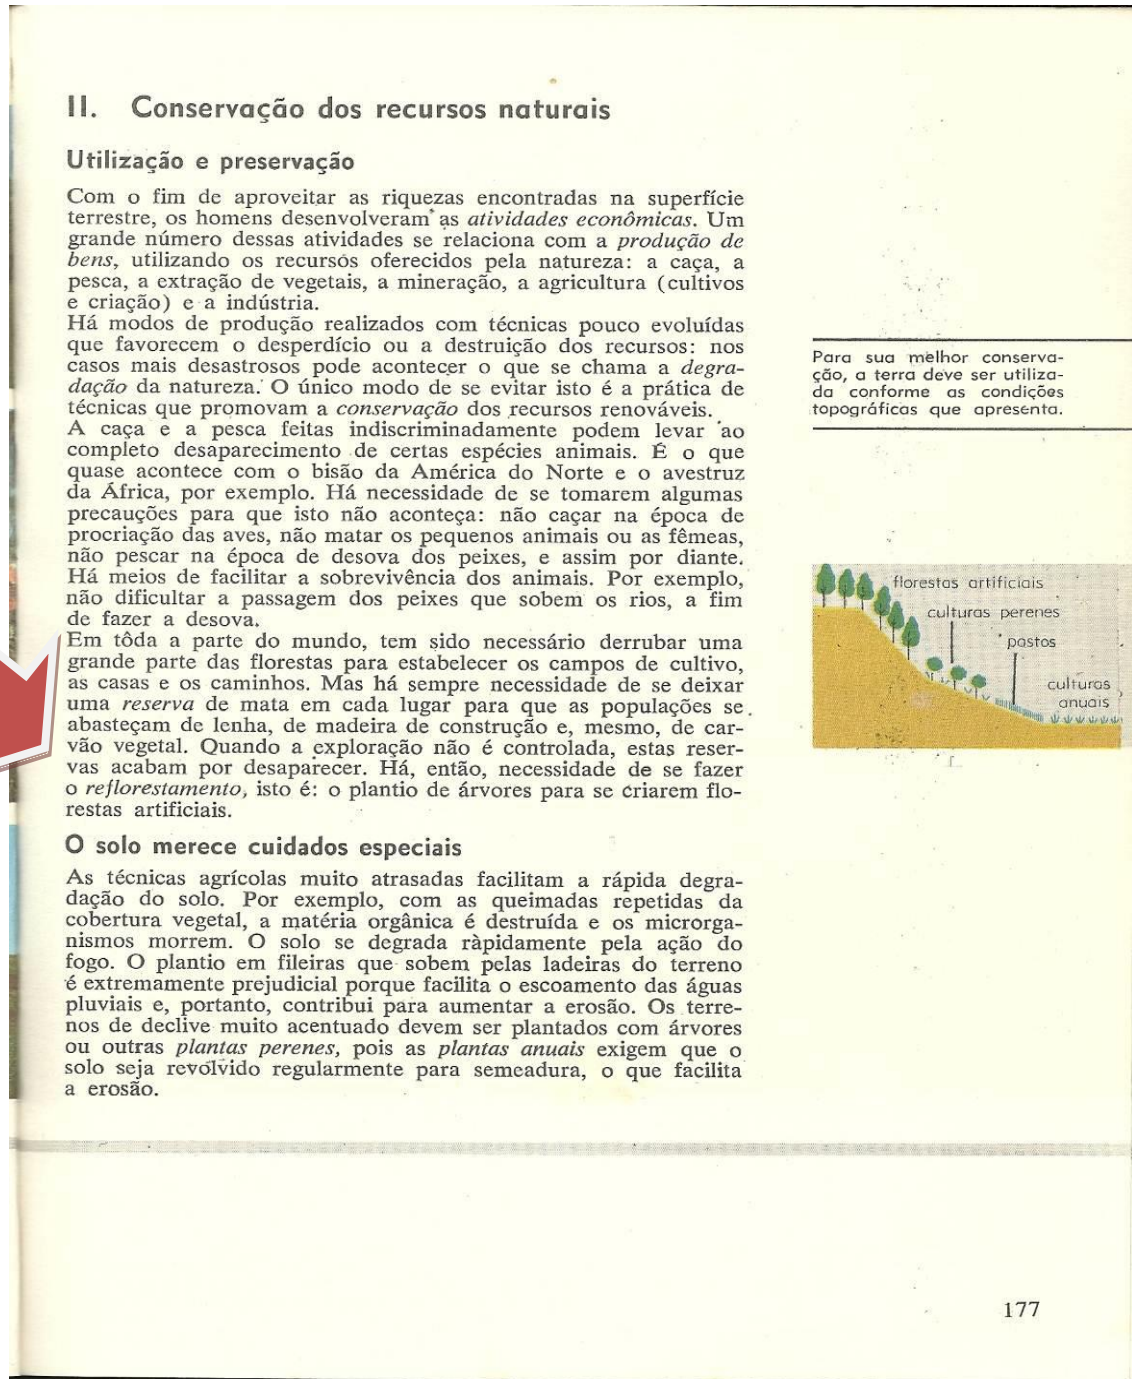 II. Conservação dos recursos naturais
Utilização e preservação
Com o fim de aproveitar as riquezas encontradas na superfície
terrestre, os homens desenvolveram as atividades econômicas. Um
grande número dessas atividades se relaciona com a produção de
bens, utilizando os recursos oferecidos pela natureza: a caça, a
pesca, a extração de vegetais, a mineração, a agricultura (cultivos
e criação) e a indústria.
Há modos de produção realizados com técnicas pouco evoluídas
que favorecem o desperdício ou a destruição dos recursos: nos
casos mais desastrosos pode acontecer o que se chama a degra-
dação da natureza. O único modo de se evitar isto é a prática de
técnicas que promovam a conservação dos recursos renováveis.
A caça e a pesca feitas indiscriminadamente podem levar ao
completo desaparecimento de certas espécies animais. É o que
quase acontece com o bisão da América do Norte e o avestruz
da África, por exemplo. Há necessidade de se tomarem algumas
precauções para que isto não aconteça: não caçar na época de
procriação das aves, não matar os pequenos animais ou as fêmeas,
não pescar na época de desova dos peixes, e assim por diante.
Há meios de facilitar a sobrevivência dos animais. Por exemplo,
não dificultar a passagem dos peixes que sobem os rios, a fim
de fazer a desova.
Em tôda a parte do mundo, tem sido necessário derrubar uma
grande parte das florestas para estabelecer os campos de cultivo,
as casas e os caminhos. Mas há sempre necessidade de se deixar
uma reserva de mata em cada lugar para que as populações se
abasteçam de lenha, de madeira de construção e, mesmo, de car-
vão vegetal. Quando a exploração não é controlada, estas reser-
vas acabam por desaparecer. Há, então, necessidade de se fazer
o reflorestamento, isto é: o plantio de árvores para se criarem flo-
restas artificiais.
O solo merece cuidados especiais
As técnicas agrícolas muito atrasadas facilitam a rápida degra-
dação do solo. Por exemplo, com as queimadas repetidas da
cobertura vegetal, a matéria orgânica é destruída e os microrga-
nismos morrem. O solo se degrada ràpidamente pela ação do
fogo. O plantio em fileiras que sobem pelas ladeiras do terreno
é extremamente prejudicial porque facilita o escoamento das águas
pluviais e, portanto, contribui para aumentar a erosão. Os terre-
nos de declive muito acentuado devem ser plantados com árvores
ou outras plantas perenes, pois as plantas anuais exigem que o
solo seja revolvido regularmente para semeadura, o que facilita
a erosão.
Para sua melhor conserva-
ção, a terra deve ser utiliza-
da conforme as condições
topográficas que apresenta.
florestas artificiais
culturas perenes
pastos
culturas
anuais
177